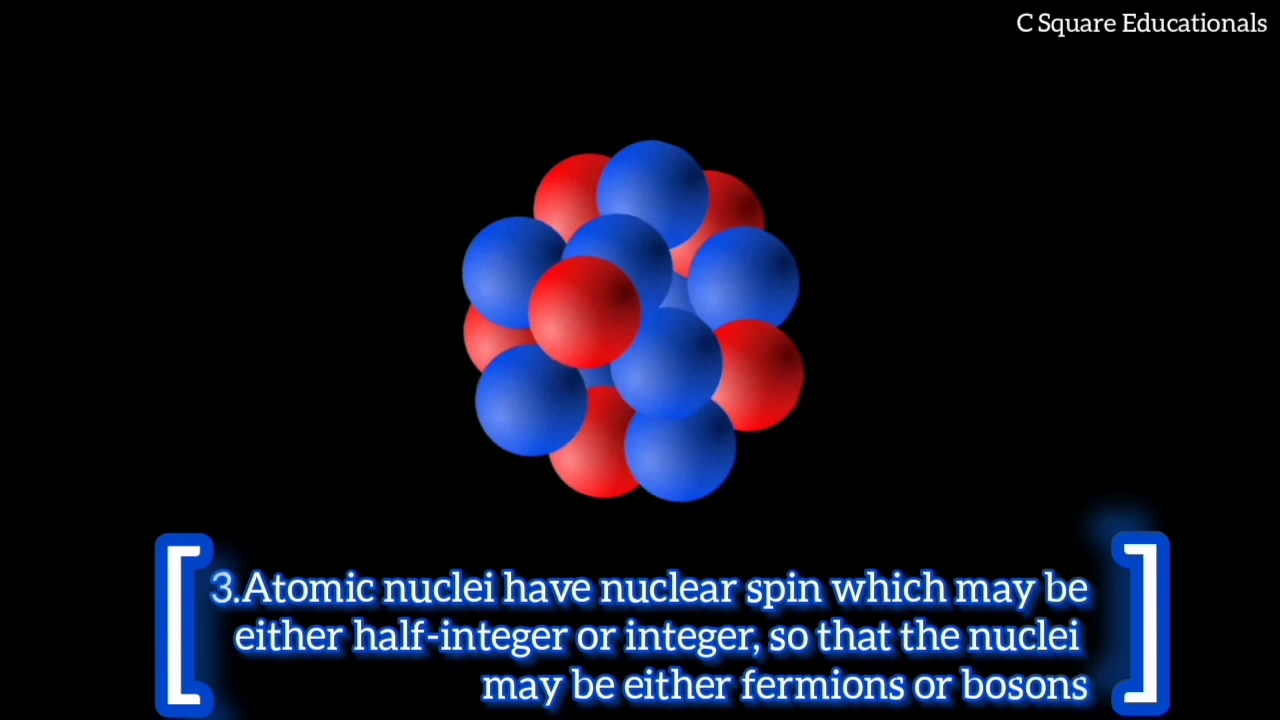 C Square Educationals
3.Atomic nuclei have nuclear spin which may be
either half-integer or integer, so that the nuclei
may be either fermions or bosons